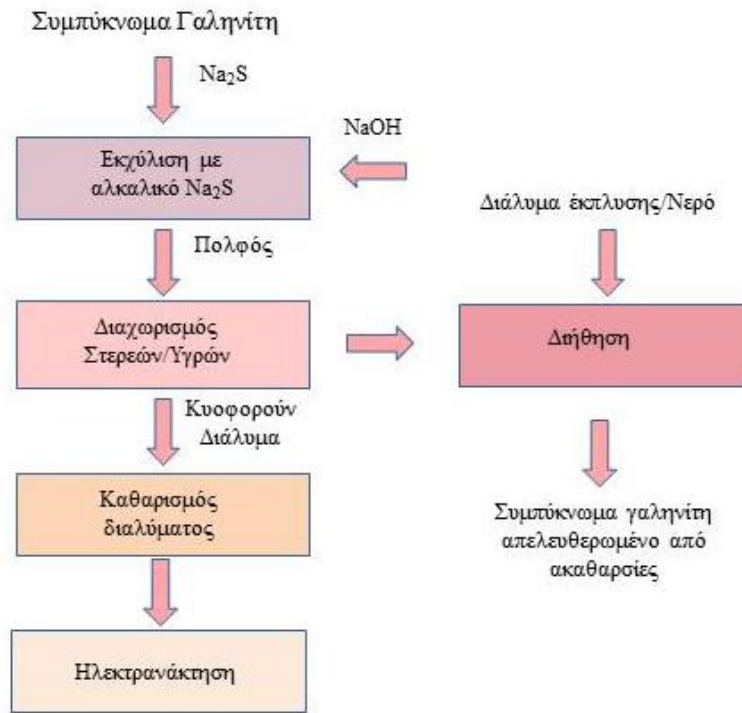 Συμπύκνωμα Γαληνίτη
Na₂S
NaOH
Εκχύλιση με
αλκαλικό Na₂S
Διάλυμα έκπλυσης/Νερό
Πολφός
Διαχωρισμός
Στερεών/Υγρών
Διήθηση
Κυοφορούν
Διάλυμα
Καθαρισμός
διαλύματος
Συμπύκνωμα γαληνίτη
απελευθερωμένο από
ακαθαρσίες
Ηλεκτρανάκτηση